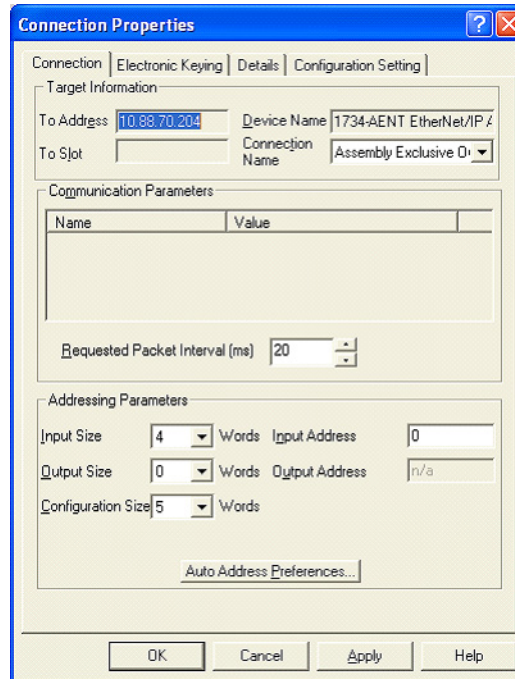 Connection Properties
Connection Electronic Keying Details Configuration Setting
Target Information
To Address 10.88.70.204 Device Name 1734-AENT EtherNet/IP
To Slot Connection Name Assembly Exclusive
Communication Parameters
Name Value
Requested Packet Interval (ms) 20
Addressing Parameters
Input Size 4 Words Input Address 0
Output Size 0 Words Output Address n/a
Configuration Size 5 Words
Auto Address Preferences...
OK Cancel Apply Help